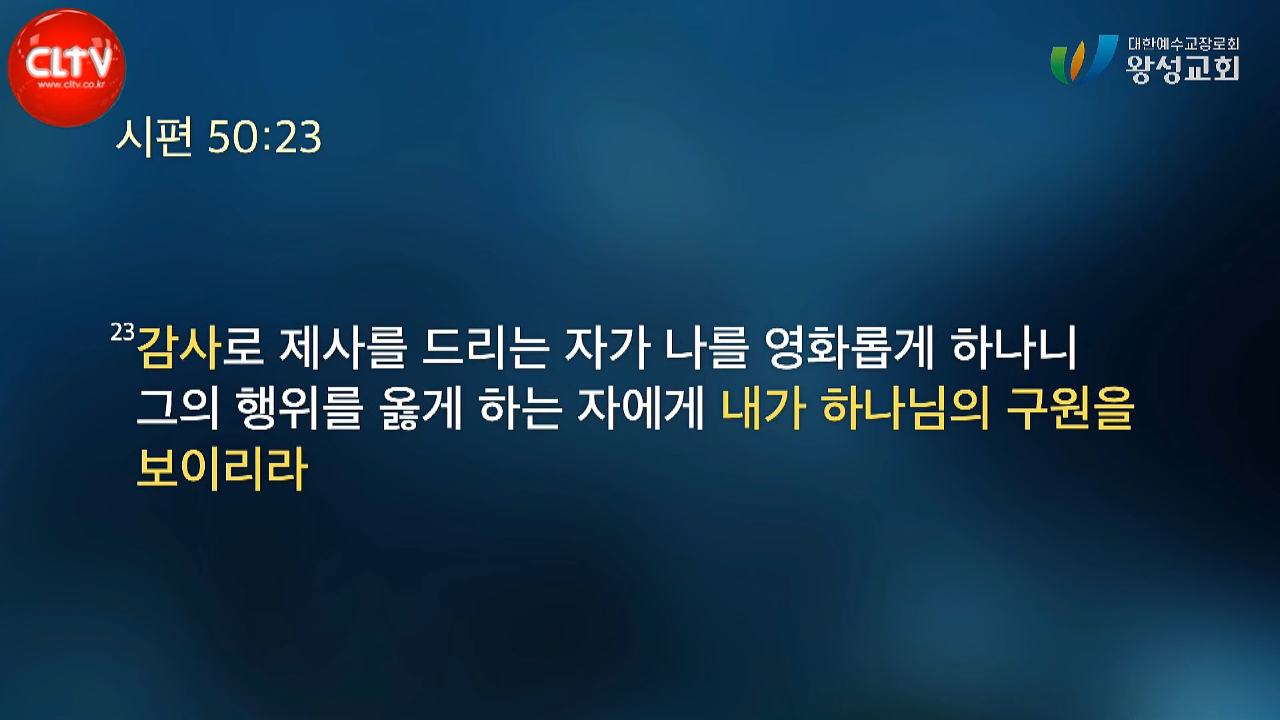 CLTV
www.cltv.co.kr
대한예수교장로회
왕성교회
시편 50:23
23감사로 제사를 드리는 자가 나를 영화롭게 하나니
그의 행위를 옳게 하는 자에게 내가 하나님의 구원을
보이리라